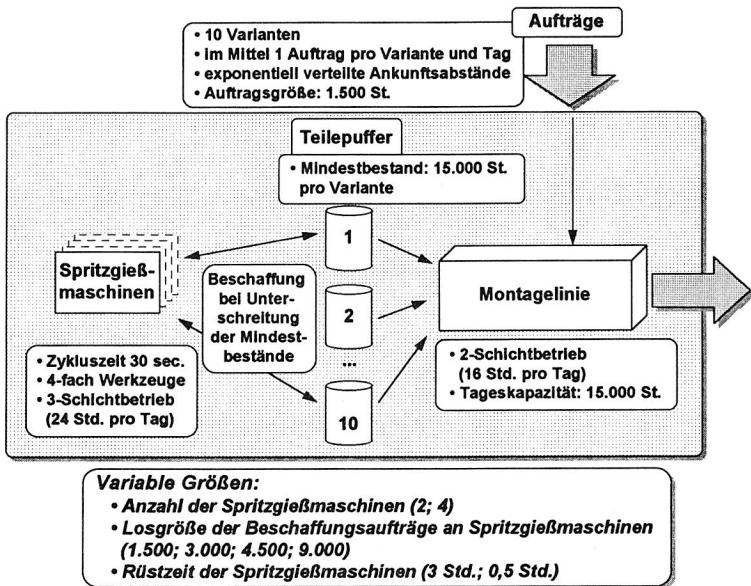 Aufträge
• 10 Varianten
• im Mittel 1 Auftrag pro Variante und Tag
• exponentiell verteilte Ankunftsabstände
• Auftragsgröße: 1.500 St.
Teilepuffer
• Mindestbestand: 15.000 St.
pro Variante
Spritzgieß-
maschinen
Beschaffung
bei Unter-
schreitung
der Mindest-
bestände
1
2
...
10
Montagelinie
• Zykluszeit 30 sec.
• 4-fach Werkzeuge
• 3-Schichtbetrieb
(24 Std. pro Tag)
• 2-Schichtbetrieb
(16 Std. pro Tag)
• Tageskapazität: 15.000 St.
Variable Größen:
• Anzahl der Spritzgießmaschinen (2; 4)
• Losgröße der Beschaffungsaufträge an Spritzgießmaschinen
(1.500; 3.000; 4.500; 9.000)
• Rüstzeit der Spritzgießmaschinen (3 Std.; 0,5 Std.)